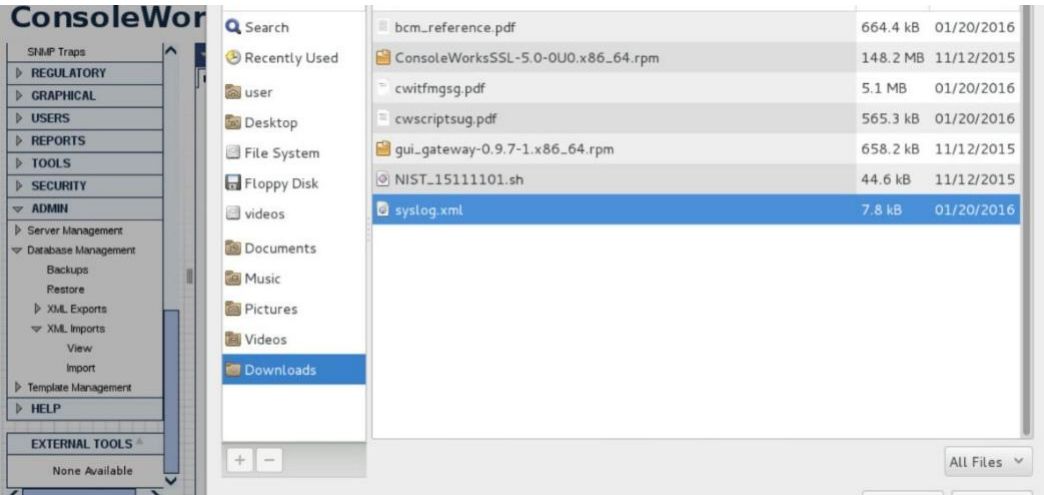 ConsoleWor
SNMP Traps
REGULATORY
GRAPHICAL
USERS
REPORTS
TOOLS
SECURITY
ADMIN
Server Management
Database Management
Backups
Restore
XML Exports
XML Imports
View
Import
Template Management
HELP
EXTERNAL TOOLS
None Available
Search
Recently Used
user
Desktop
File System
Floppy Disk
videos
Documents
Music
Pictures
Videos
Downloads
bcm_reference.pdf 664.4 kB 01/20/2016
ConsoleWorksSSL-5.0-0U0.x86_64.rpm 148.2 MB 11/12/2015
cwitfmgsg.pdf 5.1 MB 01/20/2016
cwscriptsug.pdf 565.3 kB 01/20/2016
gui_gateway-0.9.7-1.x86_64.rpm 658.2 kB 11/12/2015
NIST_15111101.sh 44.6 kB 11/12/2015
syslog.xml 7.8 kB 01/20/2016
All Files